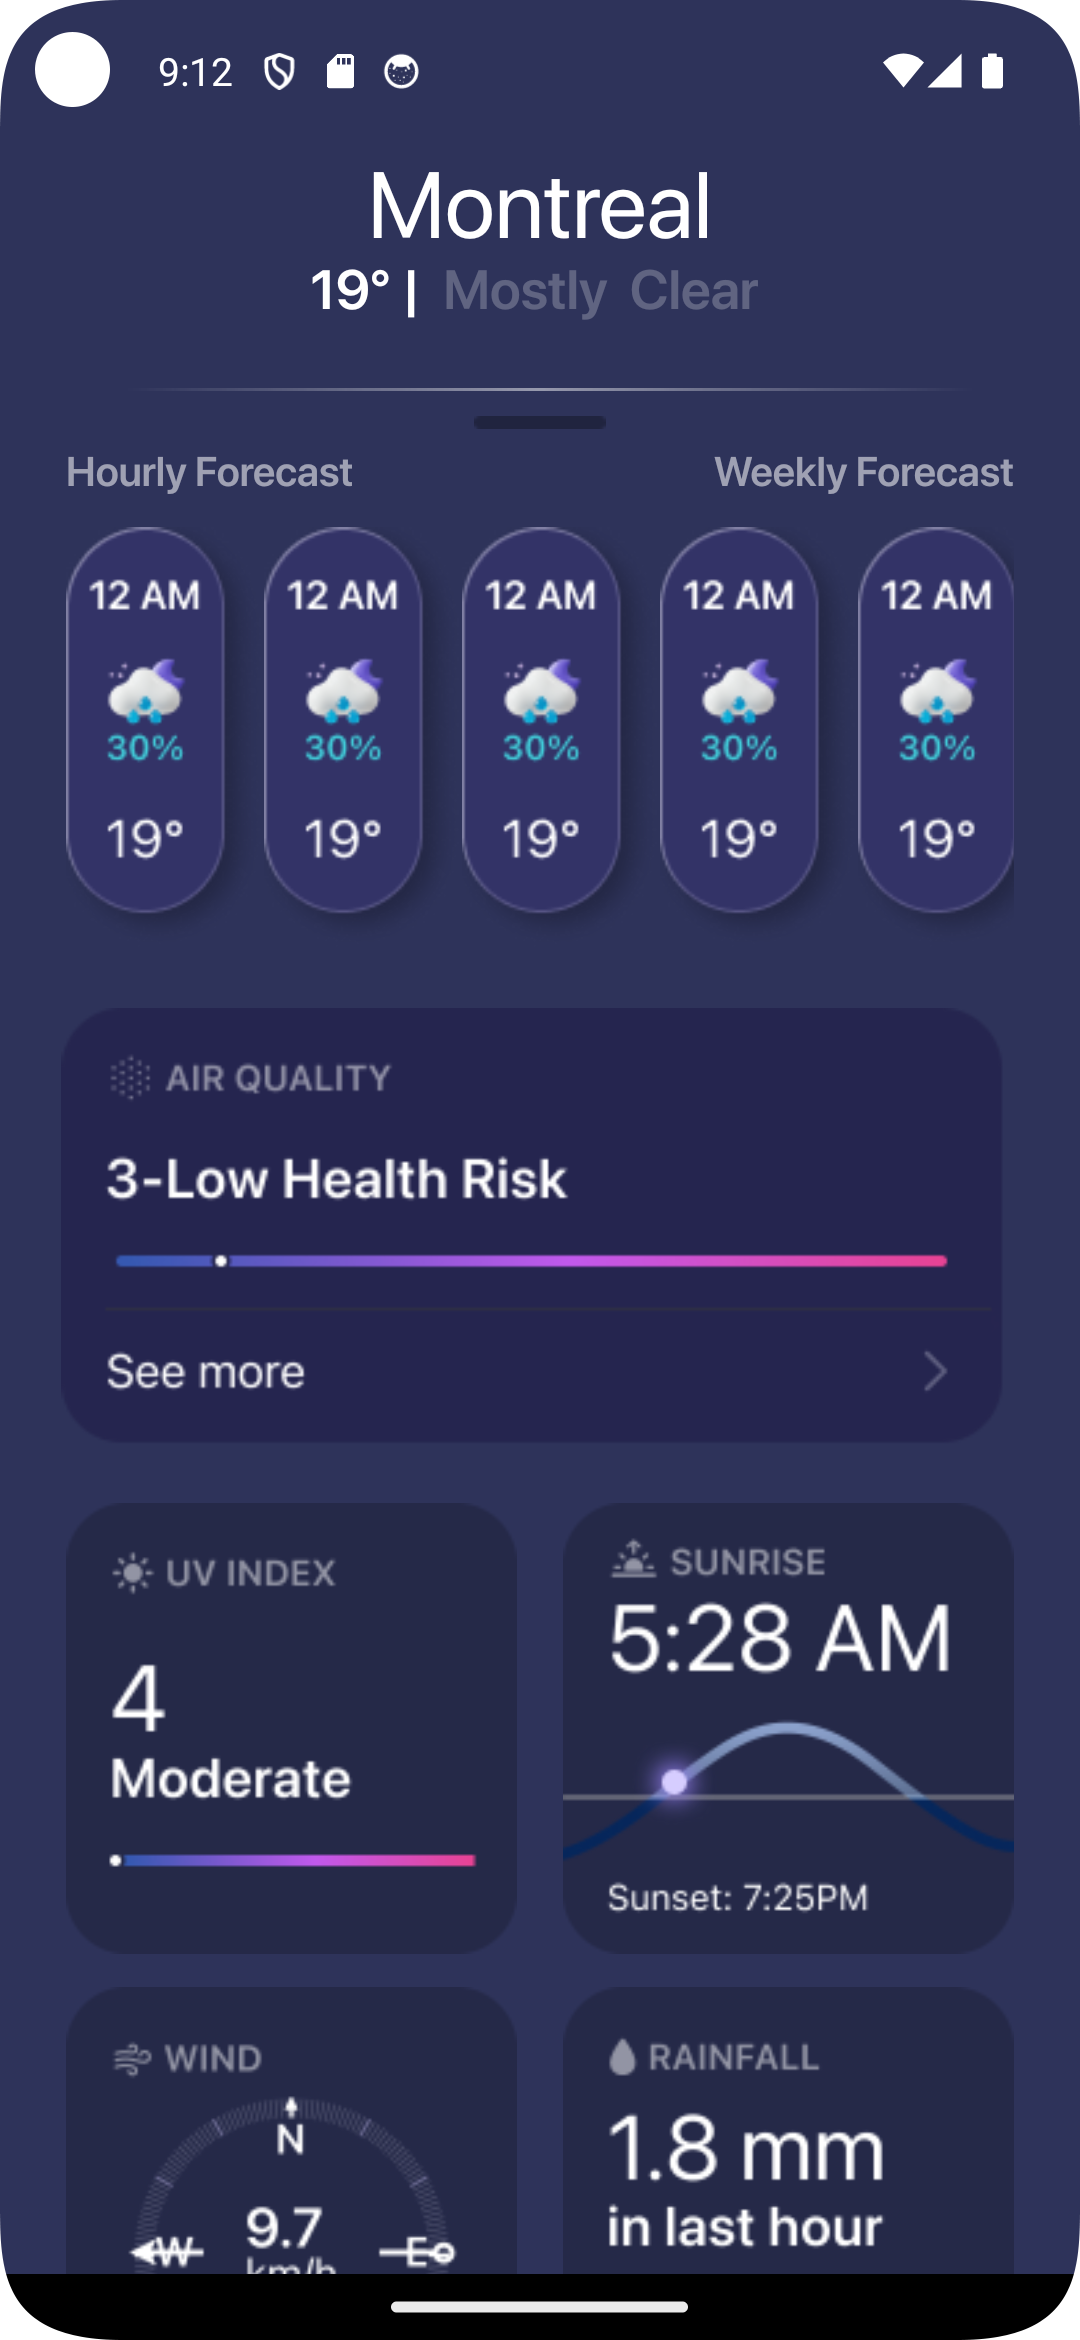 9:12
Montreal
19° | Mostly Clear
Hourly Forecast Weekly Forecast
12 AM 12 AM 12 AM 12 AM 12 AM
30% 30% 30% 30% 30%
19° 19° 19° 19° 19°
AIR QUALITY
3-Low Health Risk
See more
UV INDEX
4
Moderate
SUNRISE
5:28 AM
Sunset: 7:25PM
WIND
N
9.7
W E
km/h
RAINFALL
1.8 mm
in last hour